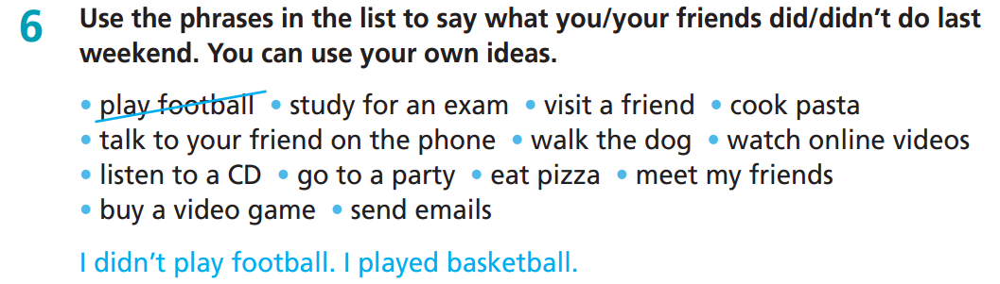 6 Use the phrases in the list to say what you/your friends did/didn’t do last
weekend. You can use your own ideas.
• play football • study for an exam • visit a friend • cook pasta
• talk to your friend on the phone • walk the dog • watch online videos
• listen to a CD • go to a party • eat pizza • meet my friends
• buy a video game • send emails
I didn’t play football. I played basketball.